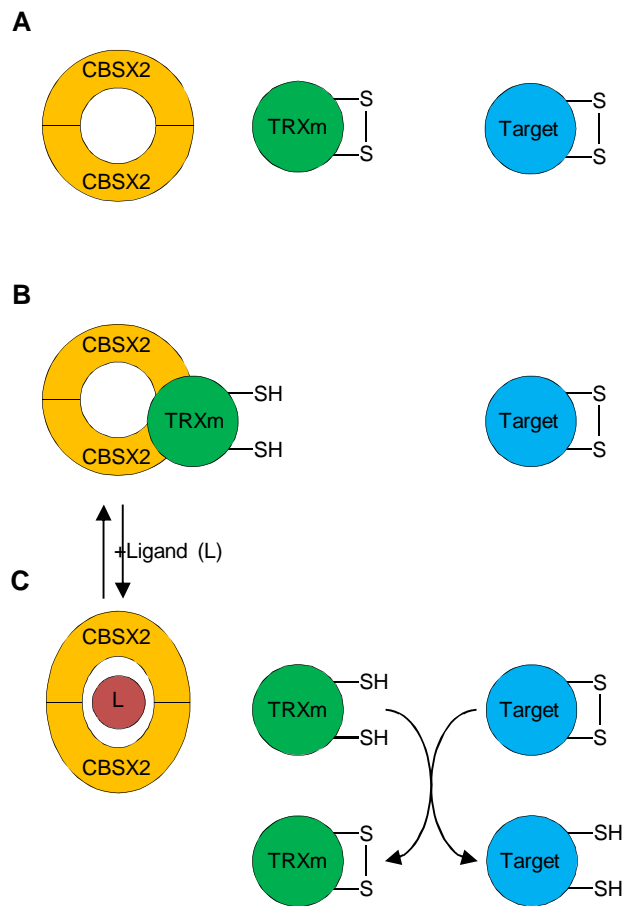 A
CBSX2
CBSX2
TRXm
S
S
Target
S
S
B
CBSX2
CBSX2
TRXm
SH
SH
Target
S
S
+Ligand (L)
C
CBSX2
L
CBSX2
TRXm
SH
SH
Target
S
S
TRXm
S
S
Target
SH
SH